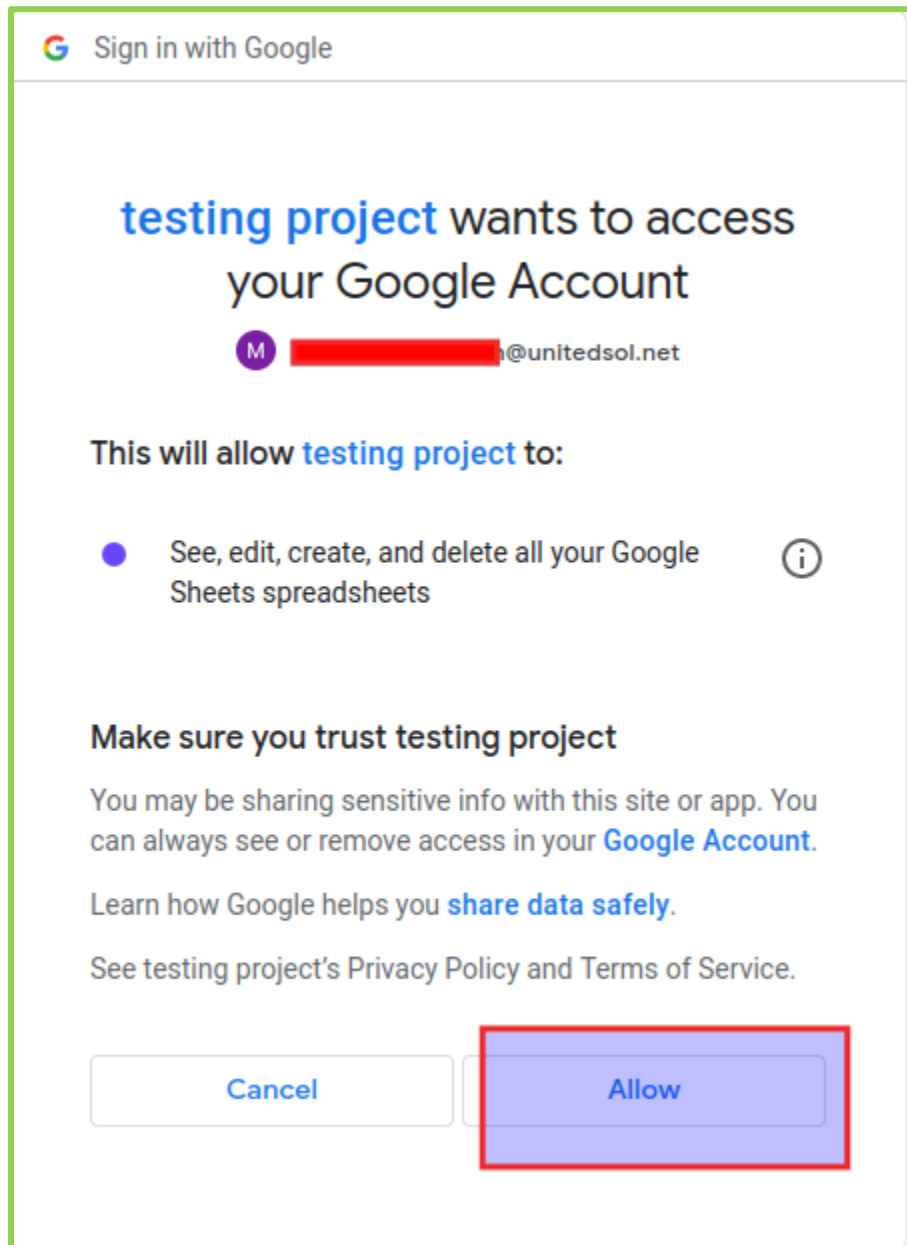 Sign in with Google
testing project wants to access
your Google Account
M @unitedsol.net
This will allow testing project to:
See, edit, create, and delete all your Google
Sheets spreadsheets
Make sure you trust testing project
You may be sharing sensitive info with this site or app. You
can always see or remove access in your Google Account.
Learn how Google helps you share data safely.
See testing project's Privacy Policy and Terms of Service.
Cancel Allow